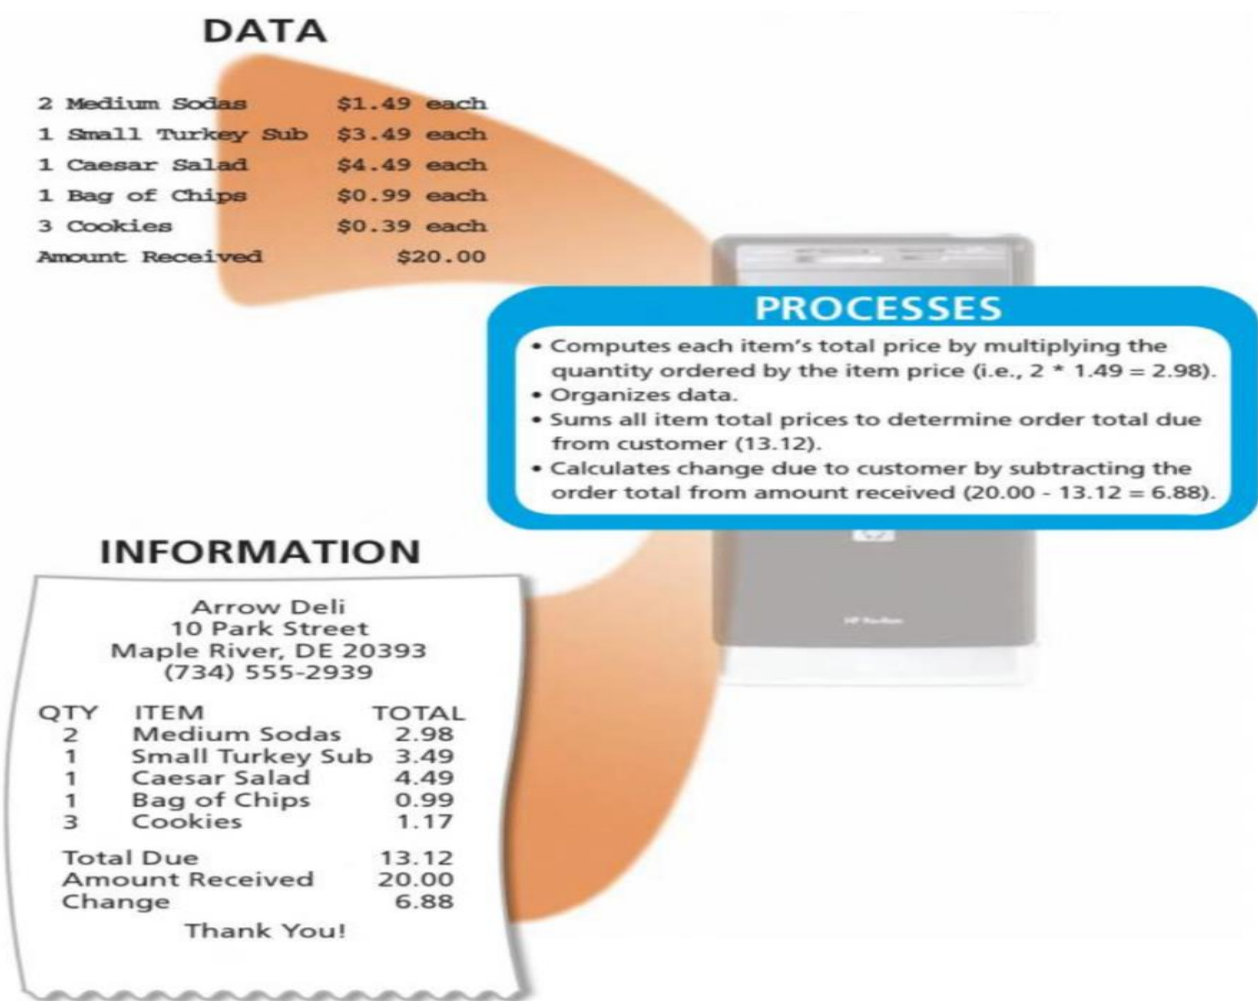 DATA
2 Medium Sodas $1.49 each
1 Small Turkey Sub $3.49 each
1 Caesar Salad $4.49 each
1 Bag of Chips $0.99 each
3 Cookies $0.39 each
Amount Received $20.00
PROCESSES
• Computes each item's total price by multiplying the
quantity ordered by the item price (i.e., 2 * 1.49 = 2.98).
• Organizes data.
• Sums all item total prices to determine order total due
from customer (13.12).
• Calculates change due to customer by subtracting the
order total from amount received (20.00 - 13.12 = 6.88).
HP Pavilion
INFORMATION
Arrow Deli
10 Park Street
Maple River, DE 20393
(734) 555-2939
QTY ITEM TOTAL
2 Medium Sodas 2.98
1 Small Turkey Sub 3.49
1 Caesar Salad 4.49
1 Bag of Chips 0.99
3 Cookies 1.17
Total Due 13.12
Amount Received 20.00
Change 6.88
Thank You!